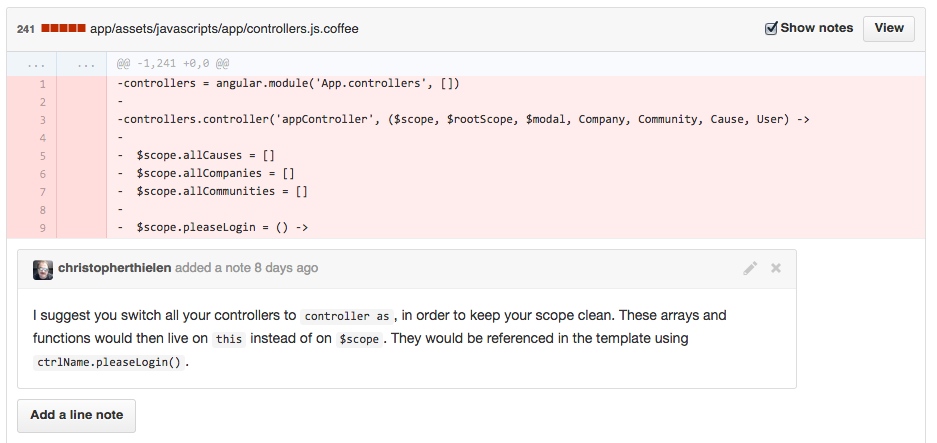 241 app/assets/javascripts/app/controllers.js.coffee Show notes View
... ... @@ -1,241 +0,0 @@
1 -controllers = angular.module('App.controllers', [])
2 -
3 -controllers.controller('appController', ($scope, $rootScope, $modal, Company, Community, Cause, User) ->
4 -
5 - $scope.allCauses = []
6 - $scope.allCompanies = []
7 - $scope.allCommunities = []
8 -
9 - $scope.pleaseLogin = () ->
christopherthielen added a note 8 days ago
I suggest you switch all your controllers to controller as , in order to keep your scope clean. These arrays and
functions would then live on this instead of on $scope . They would be referenced in the template using
ctrlName.pleaseLogin() .
Add a line note